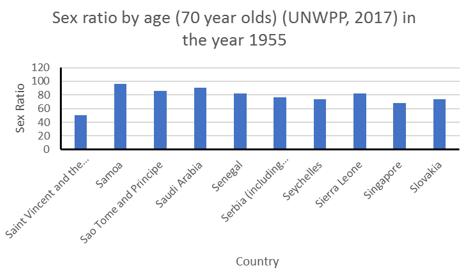 Sex ratio by age (70 year olds) (UNWPP, 2017) in
the year 1955
120
100
80
60
40
20
0
Sex Ratio
Saint Vincent and the...
Samoa
Sao Tome and Principe
Saudi Arabia
Senegal
Serbia (including...
Seychelles
Sierra Leone
Singapore
Slovakia
Country